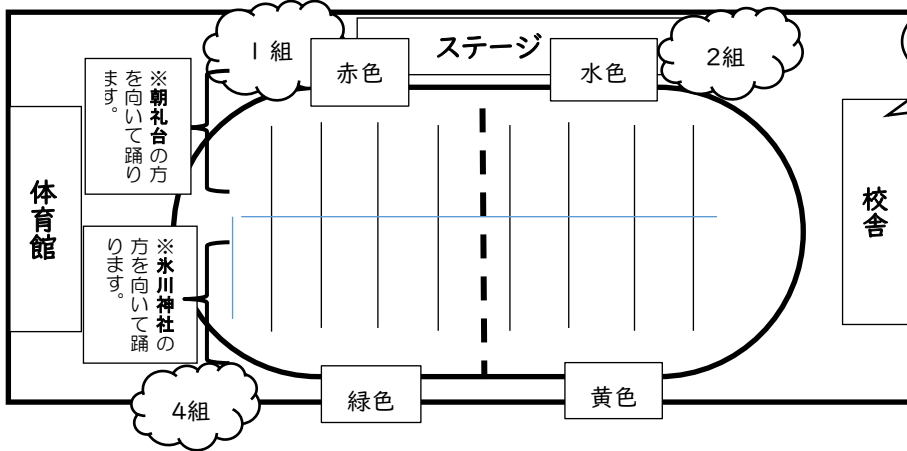 1組
ステージ
2組
赤色
水色
※朝礼台の方
を向いて踊り
ます。
体育館
校舎
※氷川神社の
方を向いて踊
ります。
4組
緑色
黄色